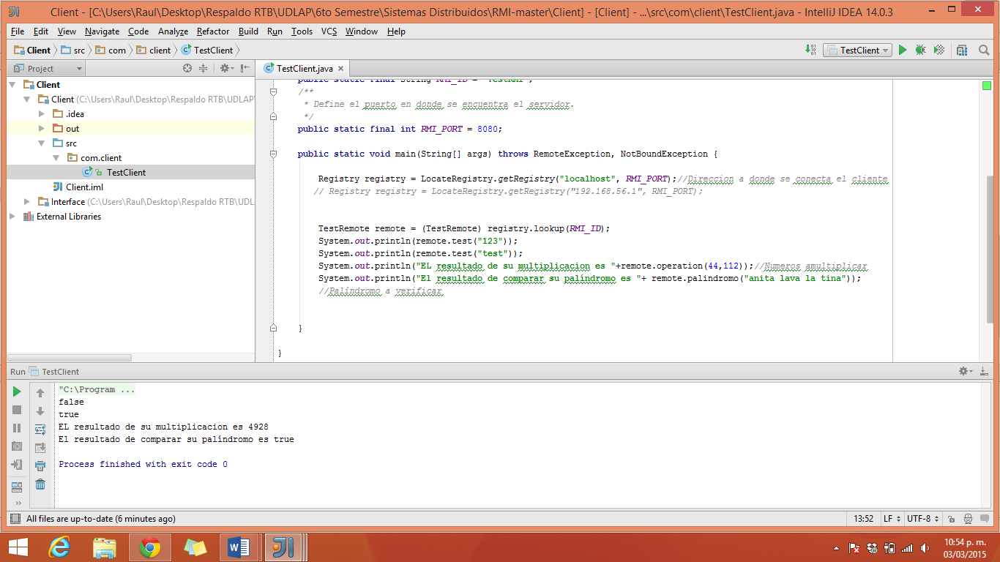 Client - [C:\Users\Raul\Desktop\Respaldo RTB\UDLAP\6to Semestre\Sistemas Distribuidos\RMI-master\Client] - [Client] - ...\src\com\client\TestClient.java - IntelliJ IDEA 14.0.3
File Edit View Navigate Code Analyze Refactor Build Run Tools VCS Window Help
Client src com client TestClient
TestClient
Project
TestClient.java
Client
Client (C:\Users\Raul\Desktop\Respaldo RTB\UDLAP\
.idea
out
src
com.client
TestClient
Client.iml
Interface (C:\Users\Raul\Desktop\Respaldo RTB\UDL
External Libraries
public static final String RMI_ID = "TestRMI";
/**
* Define el puerto en donde se encuentra el servidor.
*/
public static final int RMI_PORT = 8080;
public static void main(String[] args) throws RemoteException, NotBoundException {
Registry registry = LocateRegistry.getRegistry("localhost", RMI_PORT);//Direccion a donde se conecta el cliente
// Registry registry = LocateRegistry.getRegistry("192.168.56.1", RMI_PORT);
TestRemote remote = (TestRemote) registry.lookup(RMI_ID);
System.out.println(remote.test("123"));
System.out.println(remote.test("test"));
System.out.println("EL resultado de su multiplicacion es "+remote.operation(44,112));//Numeros amultiplicar
System.out.println("El resultado de comparar su palíndromo es "+ remote.palindromo("anita lava la tina"));
//Palíndromo a verificar
}
}
Run TestClient
"C:\Program ...
false
true
EL resultado de su multiplicacion es 4928
El resultado de comparar su palíndromo es true
Process finished with exit code 0
All files are up-to-date (6 minutes ago)
13:52 LF UTF-8
10:54 p. m.
03/03/2015